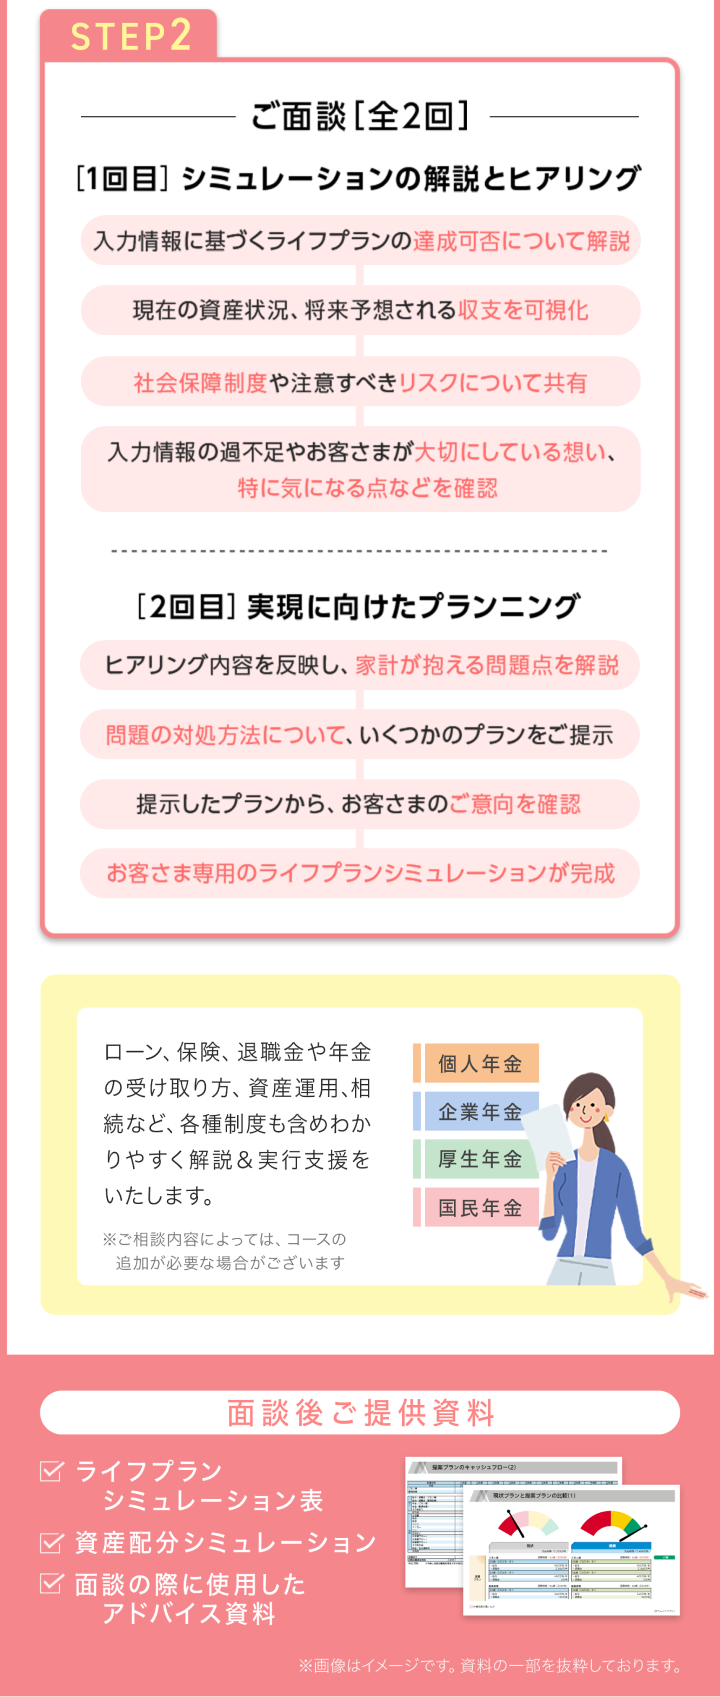 STEP2
ご面談[全2回]
[1回目] シミュレーションの解説とヒアリング
入力情報に基づくライフプランの達成可否について解説
現在の資産状況、将来予想される収支を可視化
社会保障制度や注意すべきリスクについて共有
入力情報の過不足やお客さまが大切にしている想い、
特に気になる点などを確認
[2回目] 実現に向けたプランニング
ヒアリング内容を反映し、家計が抱える問題点を解説
問題の対処方法について、いくつかのプランをご提示
提示したプランから、お客さまのご意向を確認
お客さま専用のライフプランシミュレーションが完成
ローン、保険、退職金や年金
の受け取り方、資産運用、相
続など、各種制度も含めわか
りやすく解説＆実行支援を
いたします。
※ご相談内容によっては、コースの
追加が必要な場合がございます
個人年金
企業年金
厚生年金
国民年金
面談後ご提供資料
ライフプラン
シミュレーション表
資産配分シミュレーション
面談の際に使用した
アドバイス資料
提案プランのキャッシュフロー(2)
現状プランと提案プランの比較(1)
※画像はイメージです。資料の一部を抜粋しております。